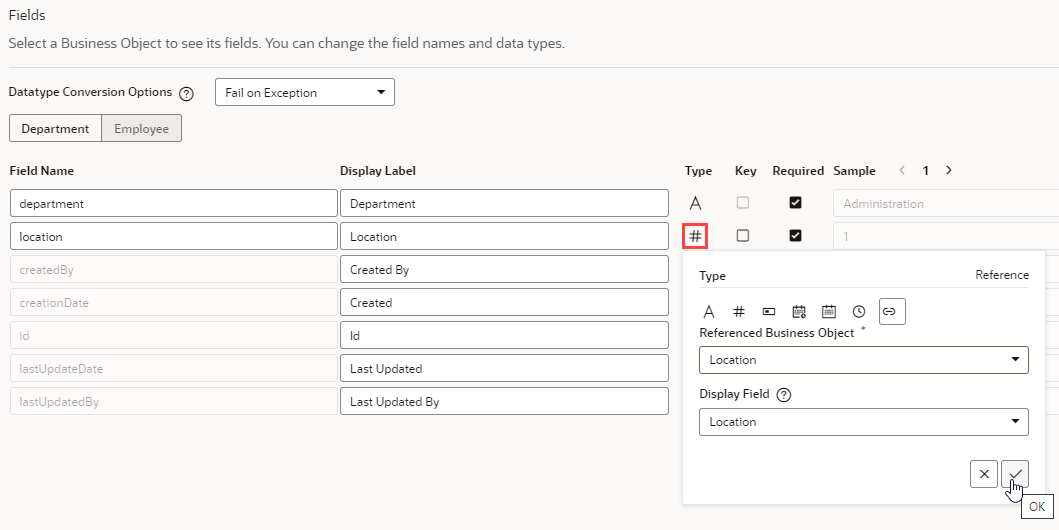 Fields
Select a Business Object to see its fields. You can change the field names and data types.
Datatype Conversion Options ? Fail on Exception
Department Employee
Field Name Display Label Type Key Required Sample < 1 >
department Department A Administration
location Location # 1
createdBy Created By
creationDate Created
id Id
lastUpdateDate Last Updated
lastUpdatedBy Last Updated By
Type Reference
A #
Referenced Business Object *
Location
Display Field ?
Location
OK